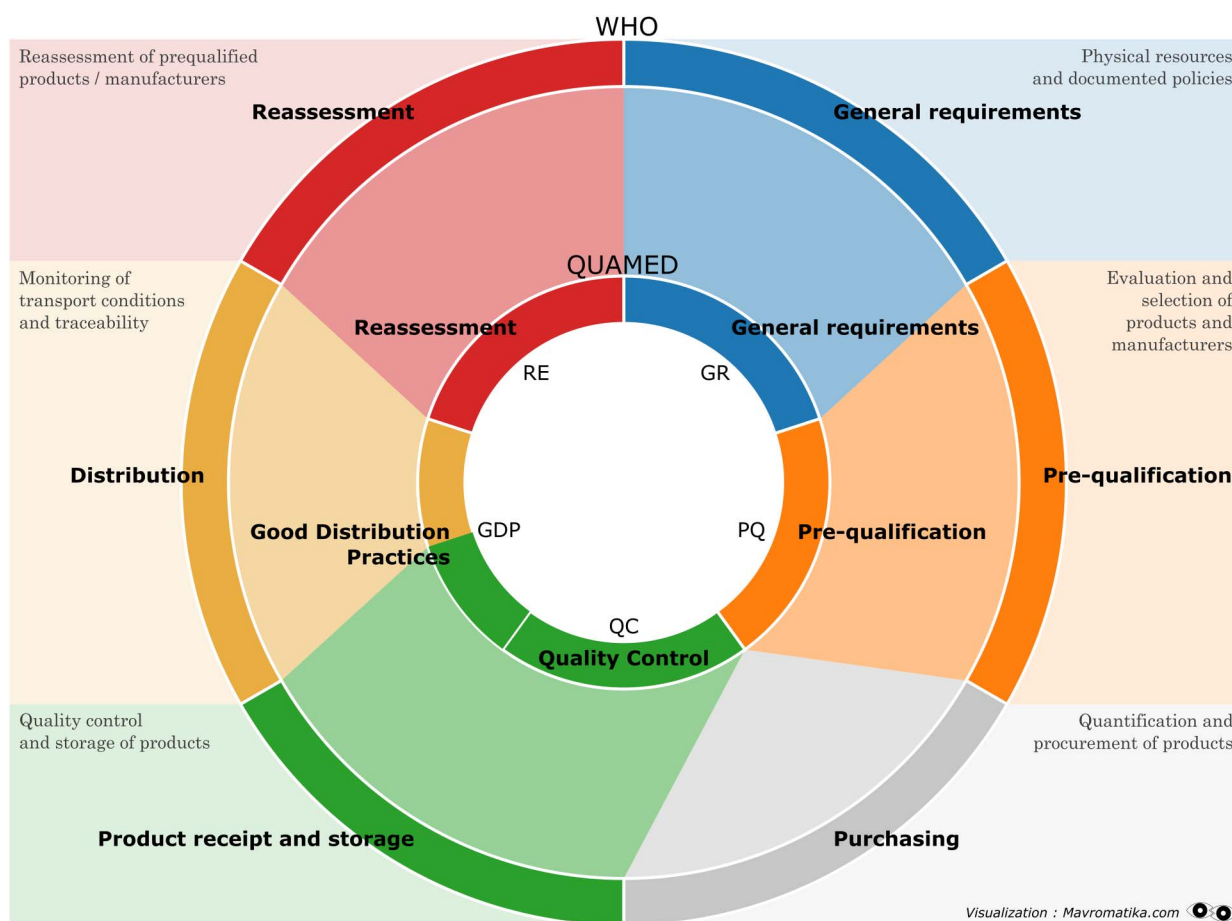 WHO
Reassessment of prequalified
products / manufacturers
Physical resources
and documented policies
Reassessment
General requirements
QUAMED
Monitoring of
transport conditions
and traceability
Evaluation and
selection of
products and
manufacturers
Reassessment
General requirements
RE
GR
Distribution
Pre-qualification
Good Distribution
Practices
GDP
PQ
Pre-qualification
QC
Quality Control
Quality control
and storage of products
Quantification and
procurement of products
Product receipt and storage
Purchasing
Visualization : Mavromatika.com